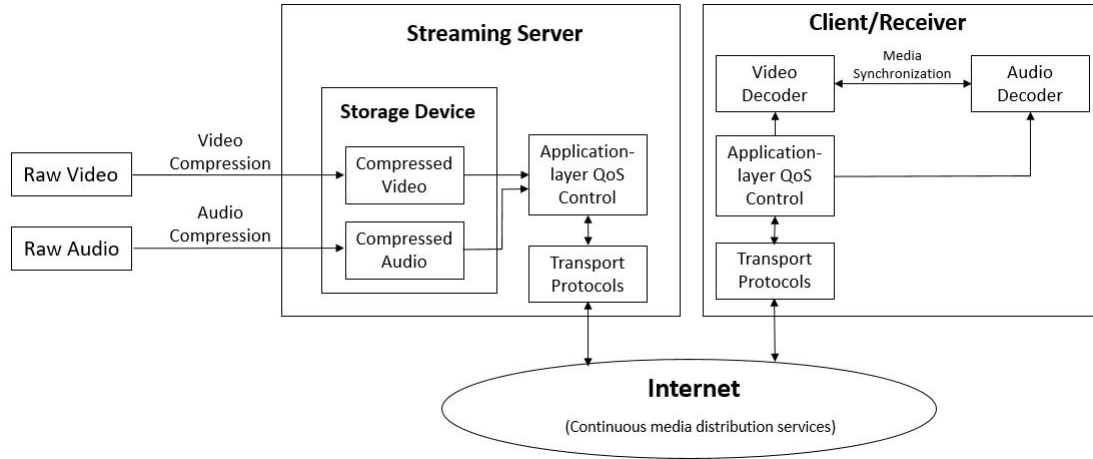 Streaming Server
Client/Receiver
Storage Device
Raw Video
Video
Compression
Compressed
Video
Application-
layer QoS
Control
Raw Audio
Audio
Compression
Compressed
Audio
Transport
Protocols
Video
Decoder
Media
Synchronization
Audio
Decoder
Application-
layer QoS
Control
Transport
Protocols
Internet
(Continuous media distribution services)